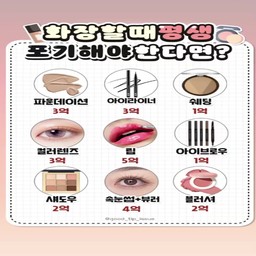 화장할때평생
포기해야한다면?
파운데이션
3억
아이라이너
3억
웨딩
1억
컬러렌즈
3억
립
5억
아이브로우
1억
섀도우
2억
속눈썹+뷰러
4억
블러셔
2억